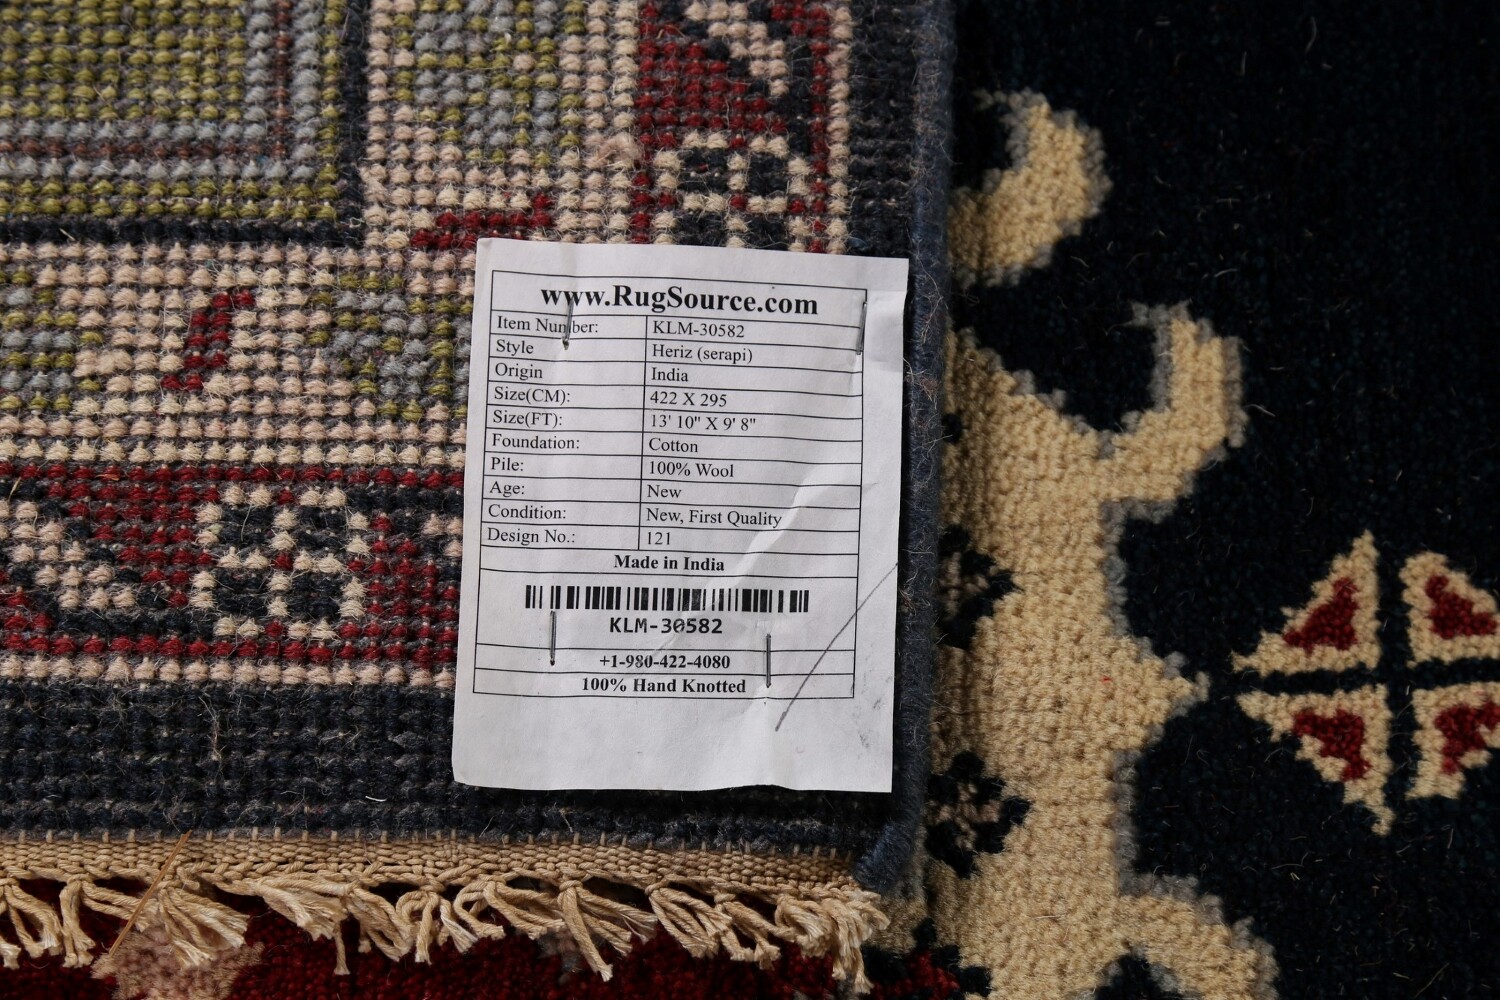 www.RugSource.com
Item Number: KLM-30582
Style Heriz (serapi)
Origin India
Size(CM): 422 X 295
Size(FT): 13' 10" X 9' 8"
Foundation: Cotton
Pile: 100% Wool
Age: New
Condition: New, First Quality
Design No.: 121
Made in India
KLM-30582
+1-980-422-4080
100% Hand Knotted